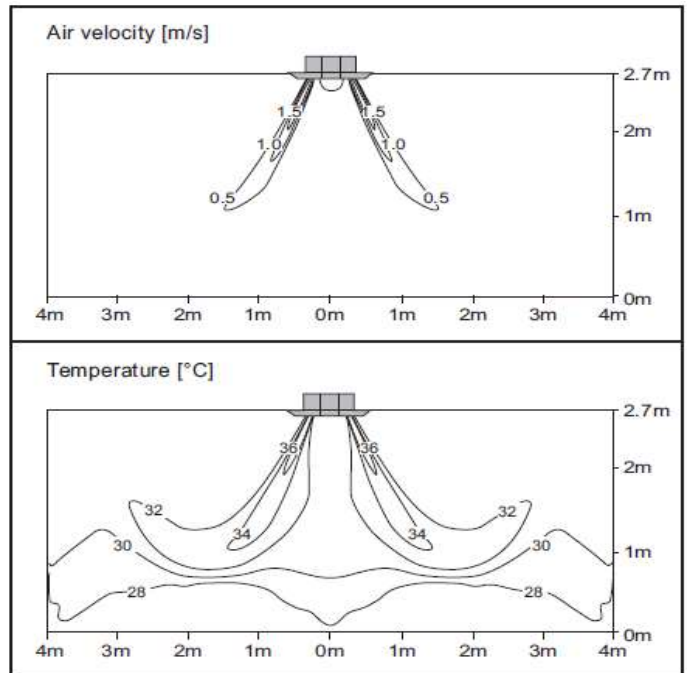 Air velocity [m/s]
2.7m
1.5 1.5
2m
1.0 1.0
0.5 0.5
1m
0m
4m 3m 2m 1m 0m 1m 2m 3m 4m
Temperature [°C]
2.7m
36 36
2m
32 32
34 34
30 30
1m
28 28
0m
4m 3m 2m 1m 0m 1m 2m 3m 4m